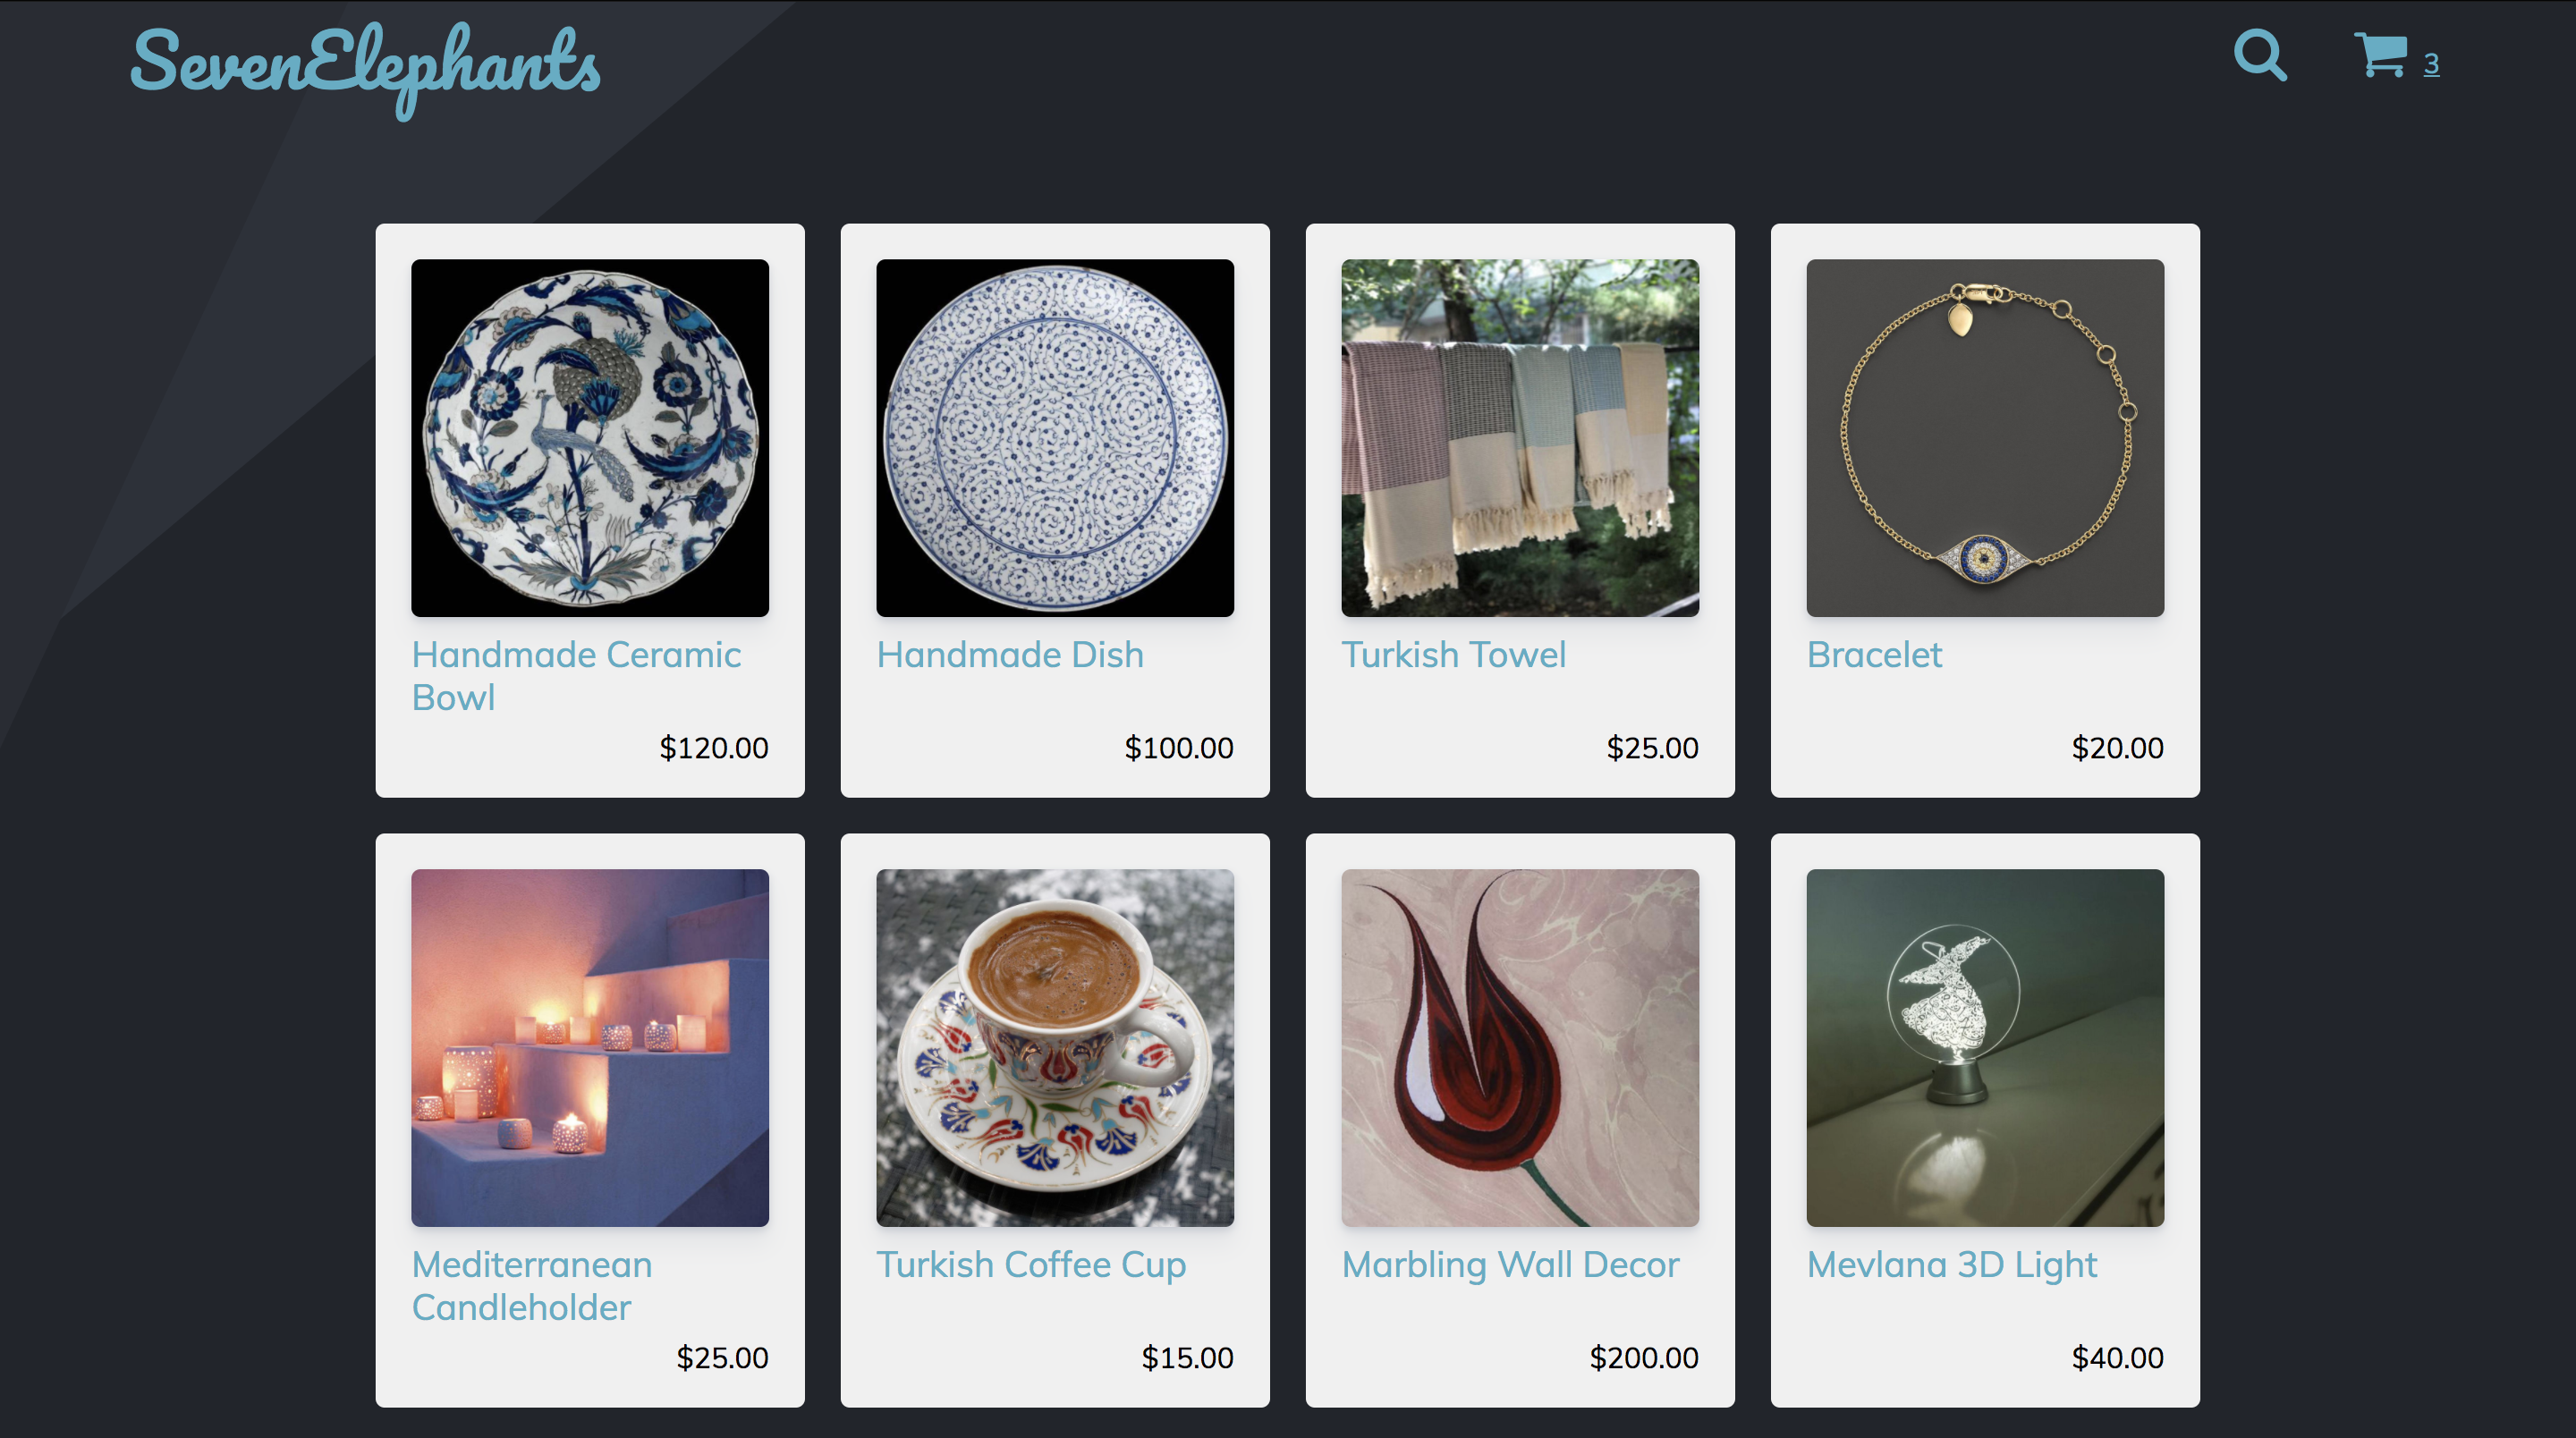 SevenElephants
3
Handmade Ceramic
Bowl
$120.00
Handmade Dish
$100.00
Turkish Towel
$25.00
Bracelet
$20.00
Mediterranean
Candleholder
$25.00
Turkish Coffee Cup
$15.00
Marbling Wall Decor
$200.00
Mevlana 3D Light
$40.00